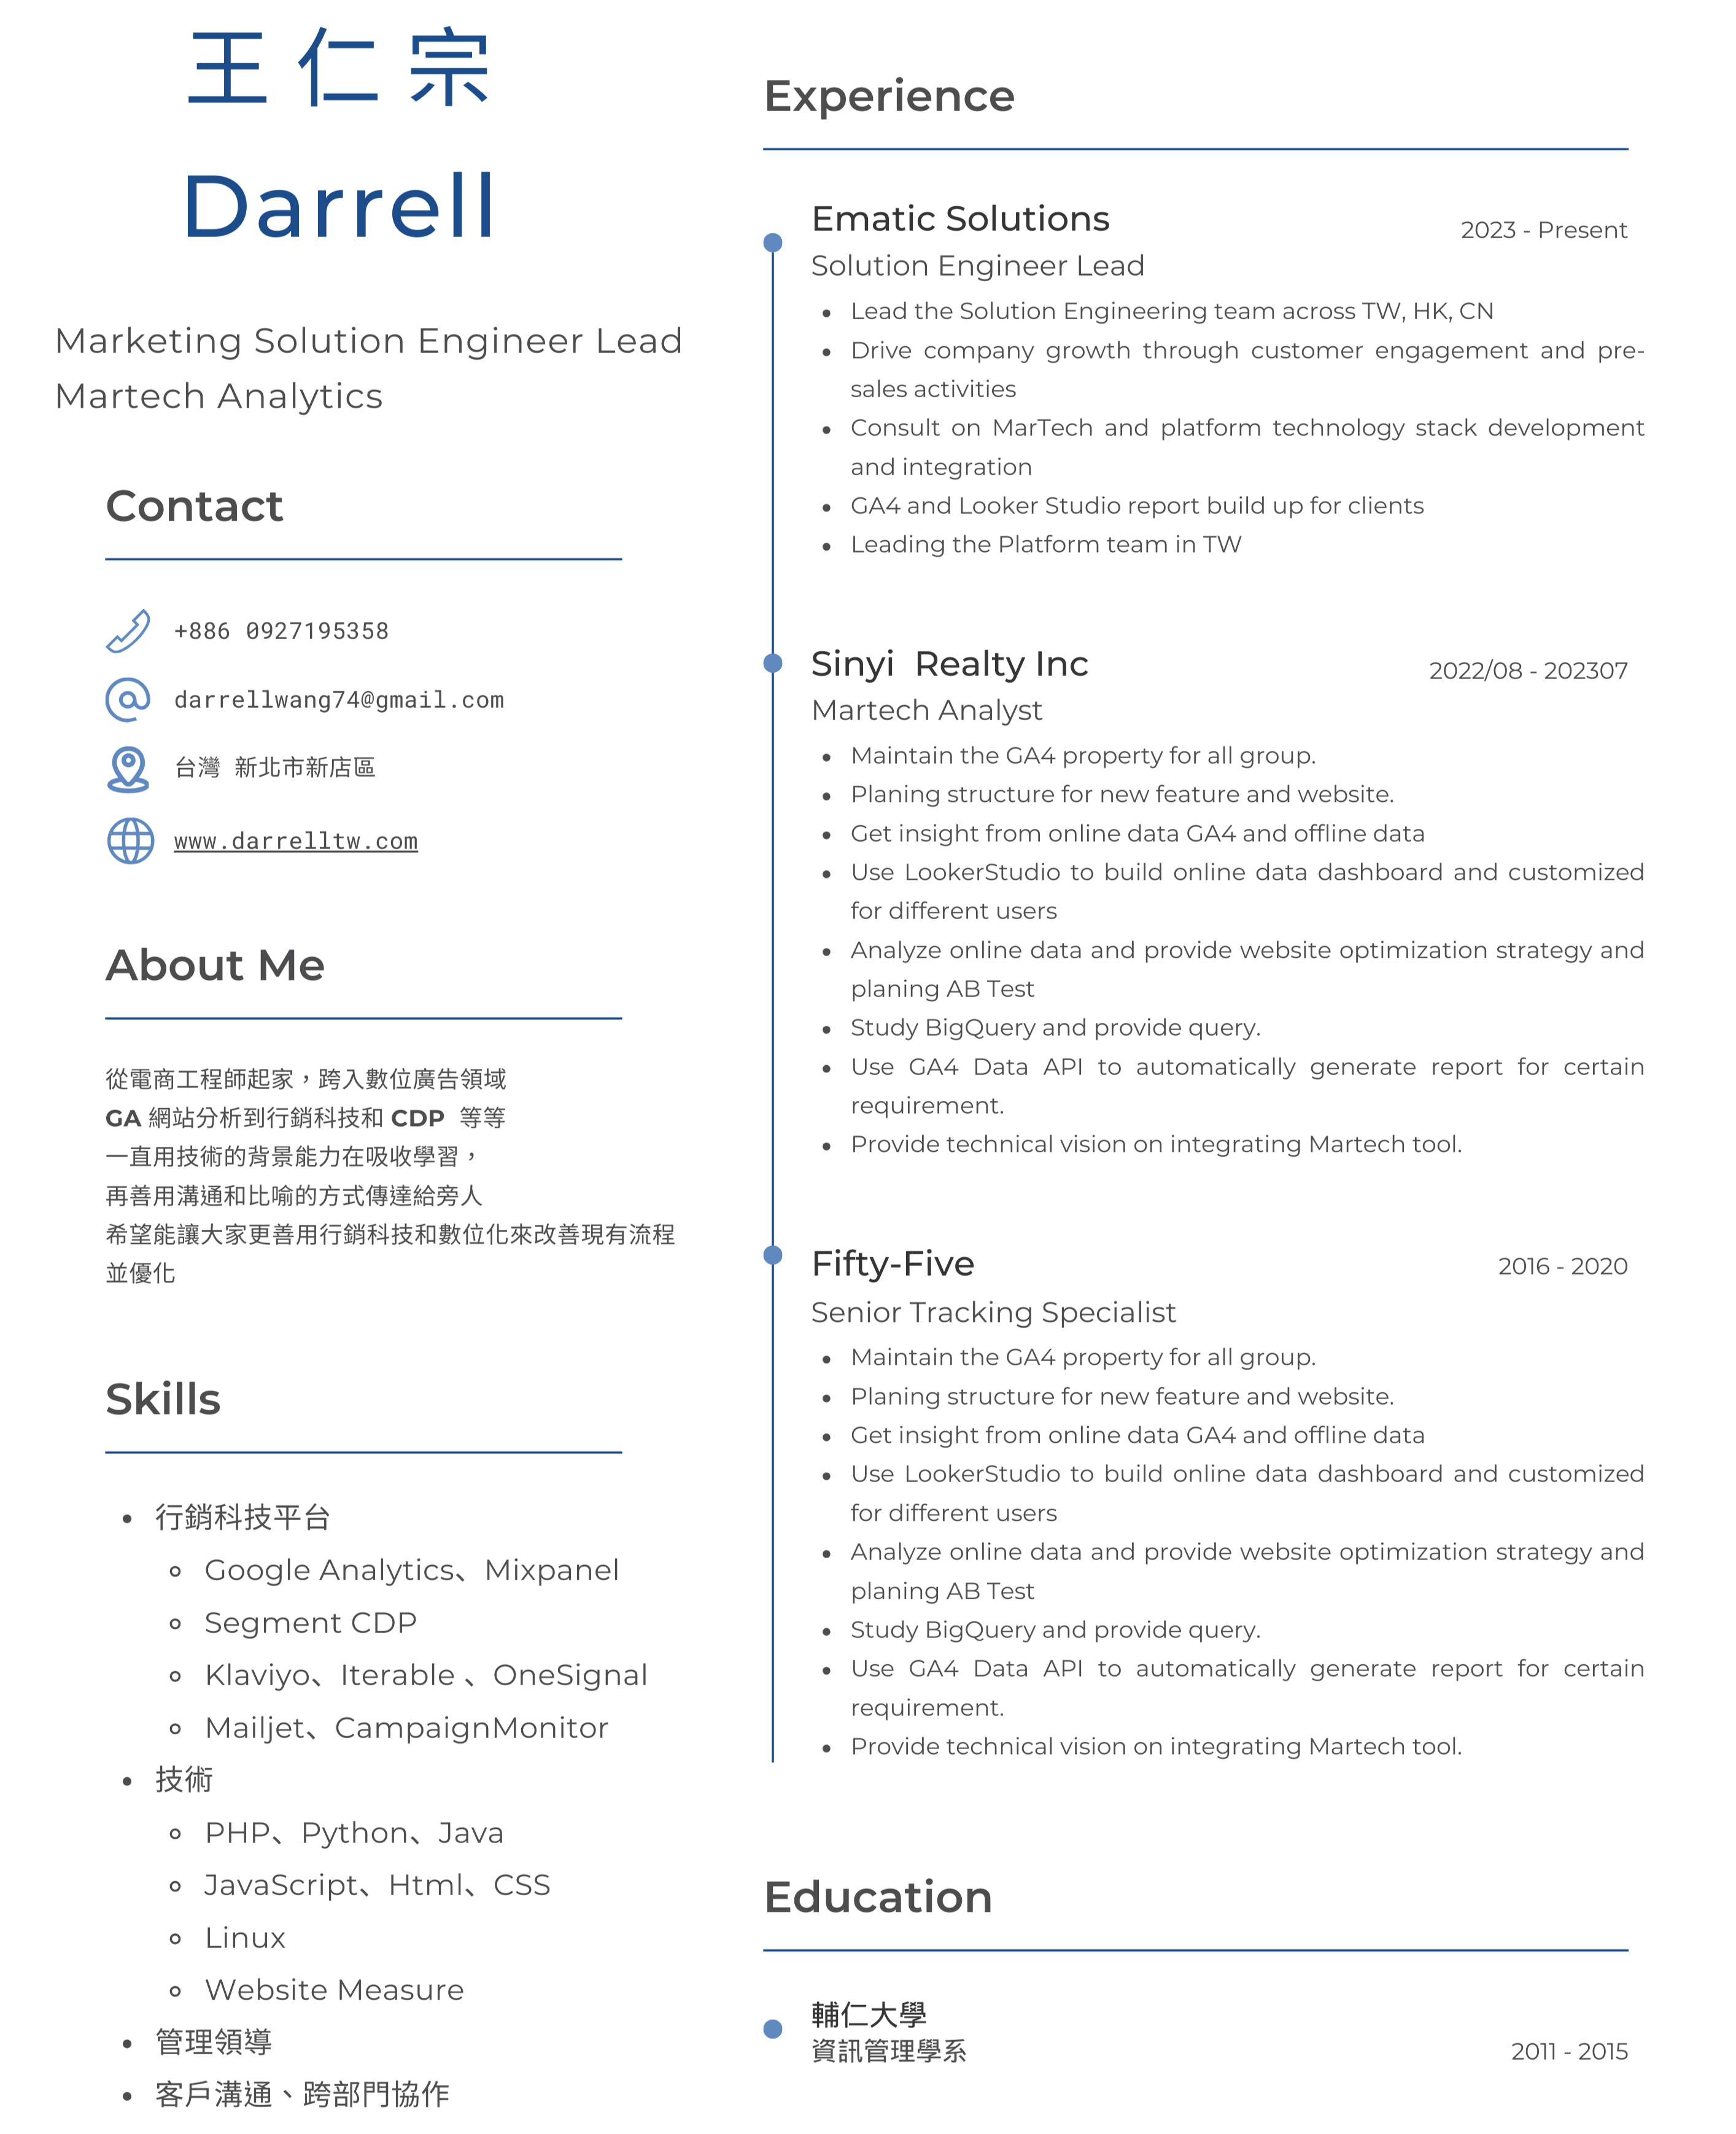 王仁宗
Darrell
Marketing Solution Engineer Lead
Martech Analytics
Contact
+886 0927195358
darrellwang74@gmail.com
台灣 新北市新店區
www.darrelltw.com
About Me
從電商工程師起家，跨入數位廣告領域
GA 網站分析到行銷科技和 CDP 等等
一直用技術的背景能力在吸收學習，
再善用溝通和比喻的方式傳達給旁人
希望能讓大家更善用行銷科技和數位化來改善現有流程
並優化
Skills
• 行銷科技平台
Google Analytics、Mixpanel
Segment CDP
Klaviyo、Iterable 、OneSignal
Mailjet、CampaignMonitor
• 技術
PHP、Python、Java
JavaScript、Html、CSS
Linux
Website Measure
• 管理領導
• 客戶溝通、跨部門協作
Experience
Ematic Solutions
2023 - Present
Solution Engineer Lead
• Lead the Solution Engineering team across TW, HK, CN
• Drive company growth through customer engagement and pre-
sales activities
• Consult on MarTech and platform technology stack development
and integration
• GA4 and Looker Studio report build up for clients
• Leading the Platform team in TW
Sinyi Realty Inc
2022/08 - 202307
Martech Analyst
• Maintain the GA4 property for all group.
• Planing structure for new feature and website.
• Get insight from online data GA4 and offline data
• Use LookerStudio to build online data dashboard and customized
for different users
• Analyze online data and provide website optimization strategy and
planing AB Test
• Study BigQuery and provide query.
• Use GA4 Data API to automatically generate report for certain
requirement.
• Provide technical vision on integrating Martech tool.
Fifty-Five
2016 - 2020
Senior Tracking Specialist
• Maintain the GA4 property for all group.
• Planing structure for new feature and website.
• Get insight from online data GA4 and offline data
• Use LookerStudio to build online data dashboard and customized
for different users
• Analyze online data and provide website optimization strategy and
planing AB Test
• Study BigQuery and provide query.
• Use GA4 Data API to automatically generate report for certain
requirement.
• Provide technical vision on integrating Martech tool.
Education
輔仁大學
資訊管理學系
2011 - 2015